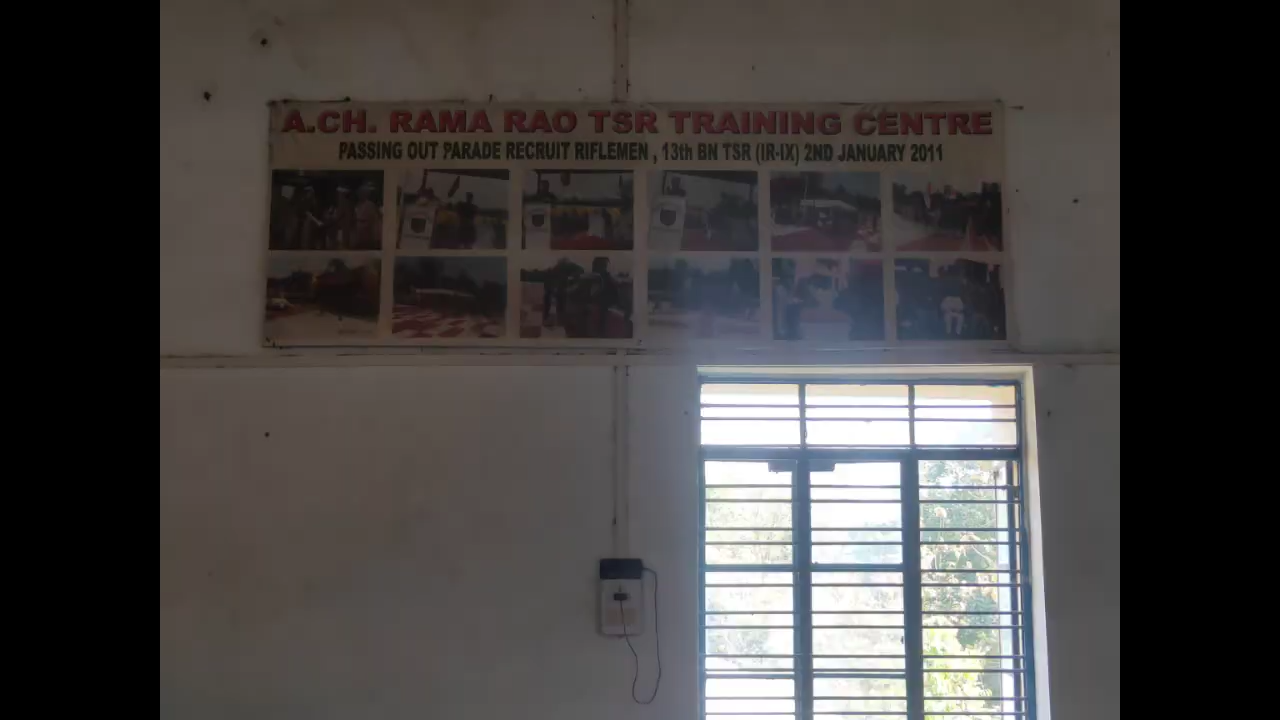 A.CH. RAMA RAO TSR TRAINING CENTRE
PASSING OUT PARADE RECRUIT RIFLEMEN , 13th BN TSR (IR-IX) 2ND JANUARY 2011